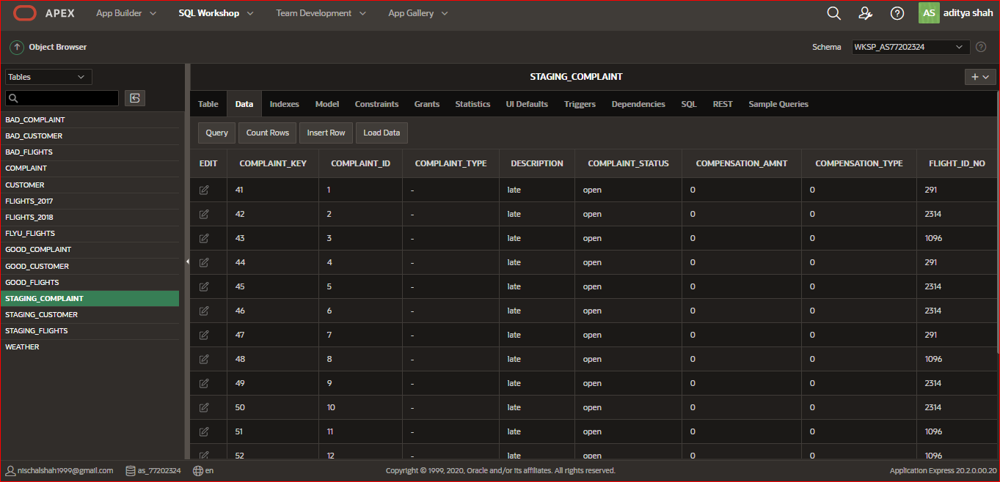 APEX App Builder SQL Workshop Team Development App Gallery AS aditya shah
Object Browser Schema WKSP_AS77202324
Tables
STAGING_COMPLAINT
Table Data Indexes Model Constraints Grants Statistics UI Defaults Triggers Dependencies SQL REST Sample Queries
Query Count Rows Insert Row Load Data
BAD_COMPLAINT
BAD_CUSTOMER
BAD_FLIGHTS
COMPLAINT
CUSTOMER
FLIGHTS_2017
FLIGHTS_2018
FLYU_FLIGHTS
GOOD_COMPLAINT
GOOD_CUSTOMER
GOOD_FLIGHTS
STAGING_COMPLAINT
STAGING_CUSTOMER
STAGING_FLIGHTS
WEATHER
EDIT COMPLAINT_KEY COMPLAINT_ID COMPLAINT_TYPE DESCRIPTION COMPLAINT_STATUS COMPENSATION_AMNT COMPENSATION_TYPE FLIGHT_ID_NO
41 1 - late open 0 0 291
42 2 - late open 0 0 2314
43 3 - late open 0 0 1096
44 4 - late open 0 0 291
45 5 - late open 0 0 2314
46 6 - late open 0 0 2314
47 7 - late open 0 0 291
48 8 - late open 0 0 1096
49 9 - late open 0 0 2314
50 10 - late open 0 0 2314
51 11 - late open 0 0 1096
52 12 - late open 0 0 1096
nischalshah1999@gmail.com as_77202324 en Copyright © 1999, 2020, Oracle and/or its affiliates. All rights reserved. Application Express 20.2.0.00.20